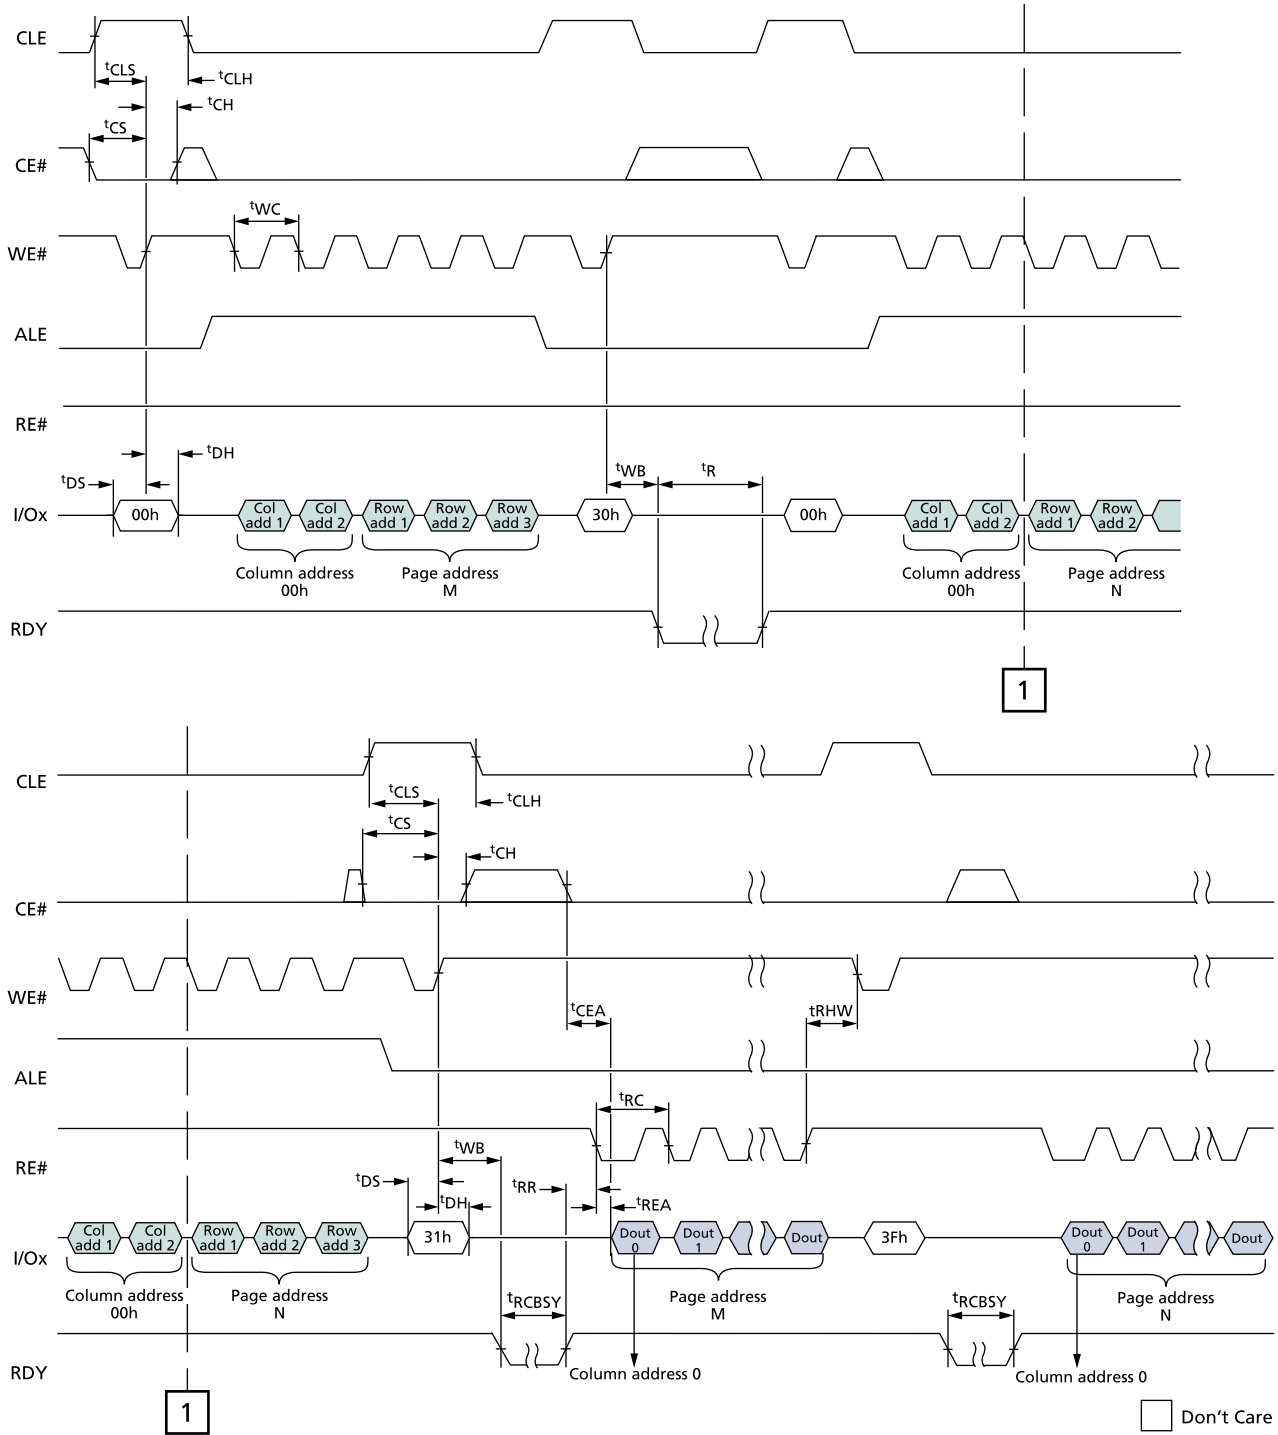 CLE
tCLS
tCLH
tCH
tCS
CE#
tWC
WE#
ALE
RE#
tDH
tDS
tWB
tR
I/Ox
00h
Col add 1
Col add 2
Row add 1
Row add 2
Row add 3
30h
00h
Col add 1
Col add 2
Row add 1
Row add 2
Column address 00h
Page address M
Column address 00h
Page address N
RDY
1
CLE
tCLS
tCLH
tCS
tCH
CE#
WE#
tCEA
tRHW
ALE
tRC
tWB
RE#
tDS
tRR
tDH
tREA
I/Ox
Col add 1
Col add 2
Row add 1
Row add 2
Row add 3
31h
Dout 0
Dout 1
Dout
3Fh
Dout 0
Dout 1
Dout
Column address 00h
Page address N
tRCBSY
Page address M
tRCBSY
Page address N
RDY
Column address 0
Column address 0
1
Don't Care